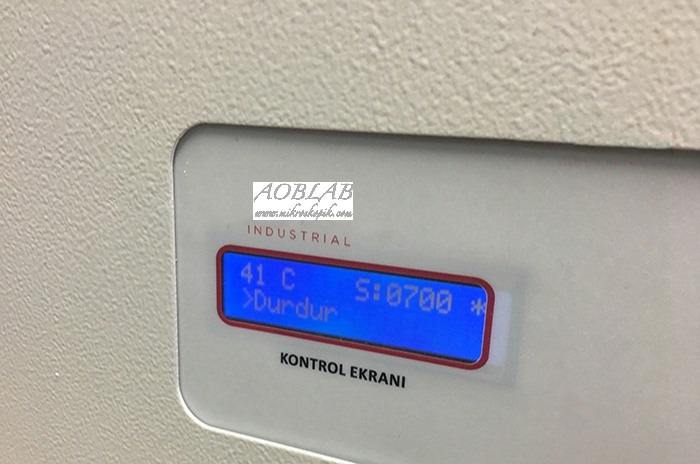 AOBLAB
www.mikroskopik.com
INDUSTRIAL
41 C S:0700 *
>Durdur
KONTROL EKRANI